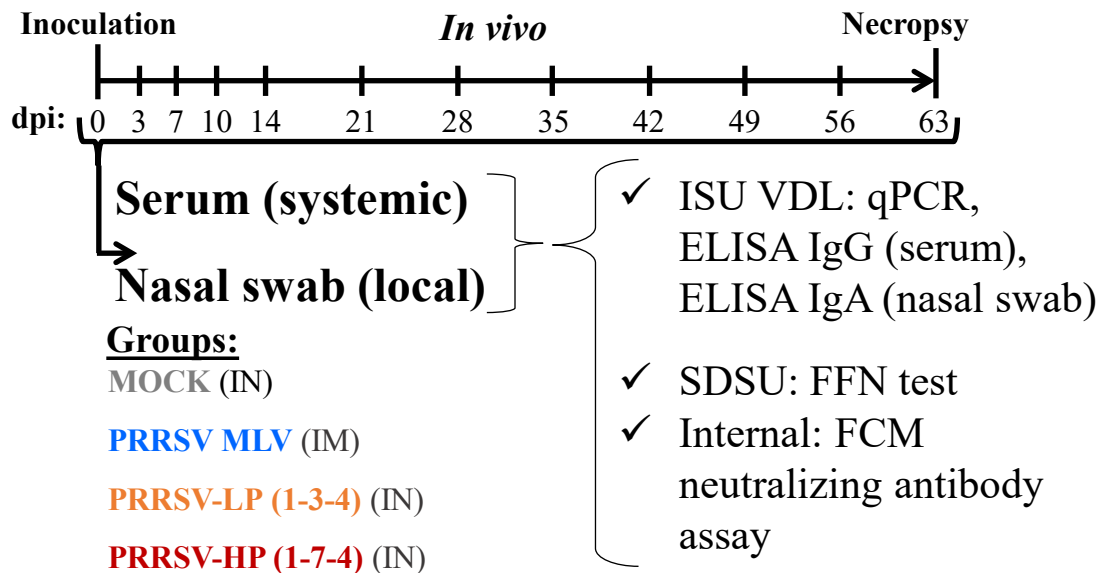 Inoculation
In vivo
Necropsy
dpi: 0 3 7 10 14 21 28 35 42 49 56 63
Serum (systemic)
Nasal swab (local)
Groups:
MOCK (IN)
PRRSV MLV (IM)
PRRSV-LP (1-3-4) (IN)
PRRSV-HP (1-7-4) (IN)
✓ ISU VDL: qPCR,
ELISA IgG (serum),
ELISA IgA (nasal swab)
✓ SDSU: FFN test
✓ Internal: FCM
neutralizing antibody
assay